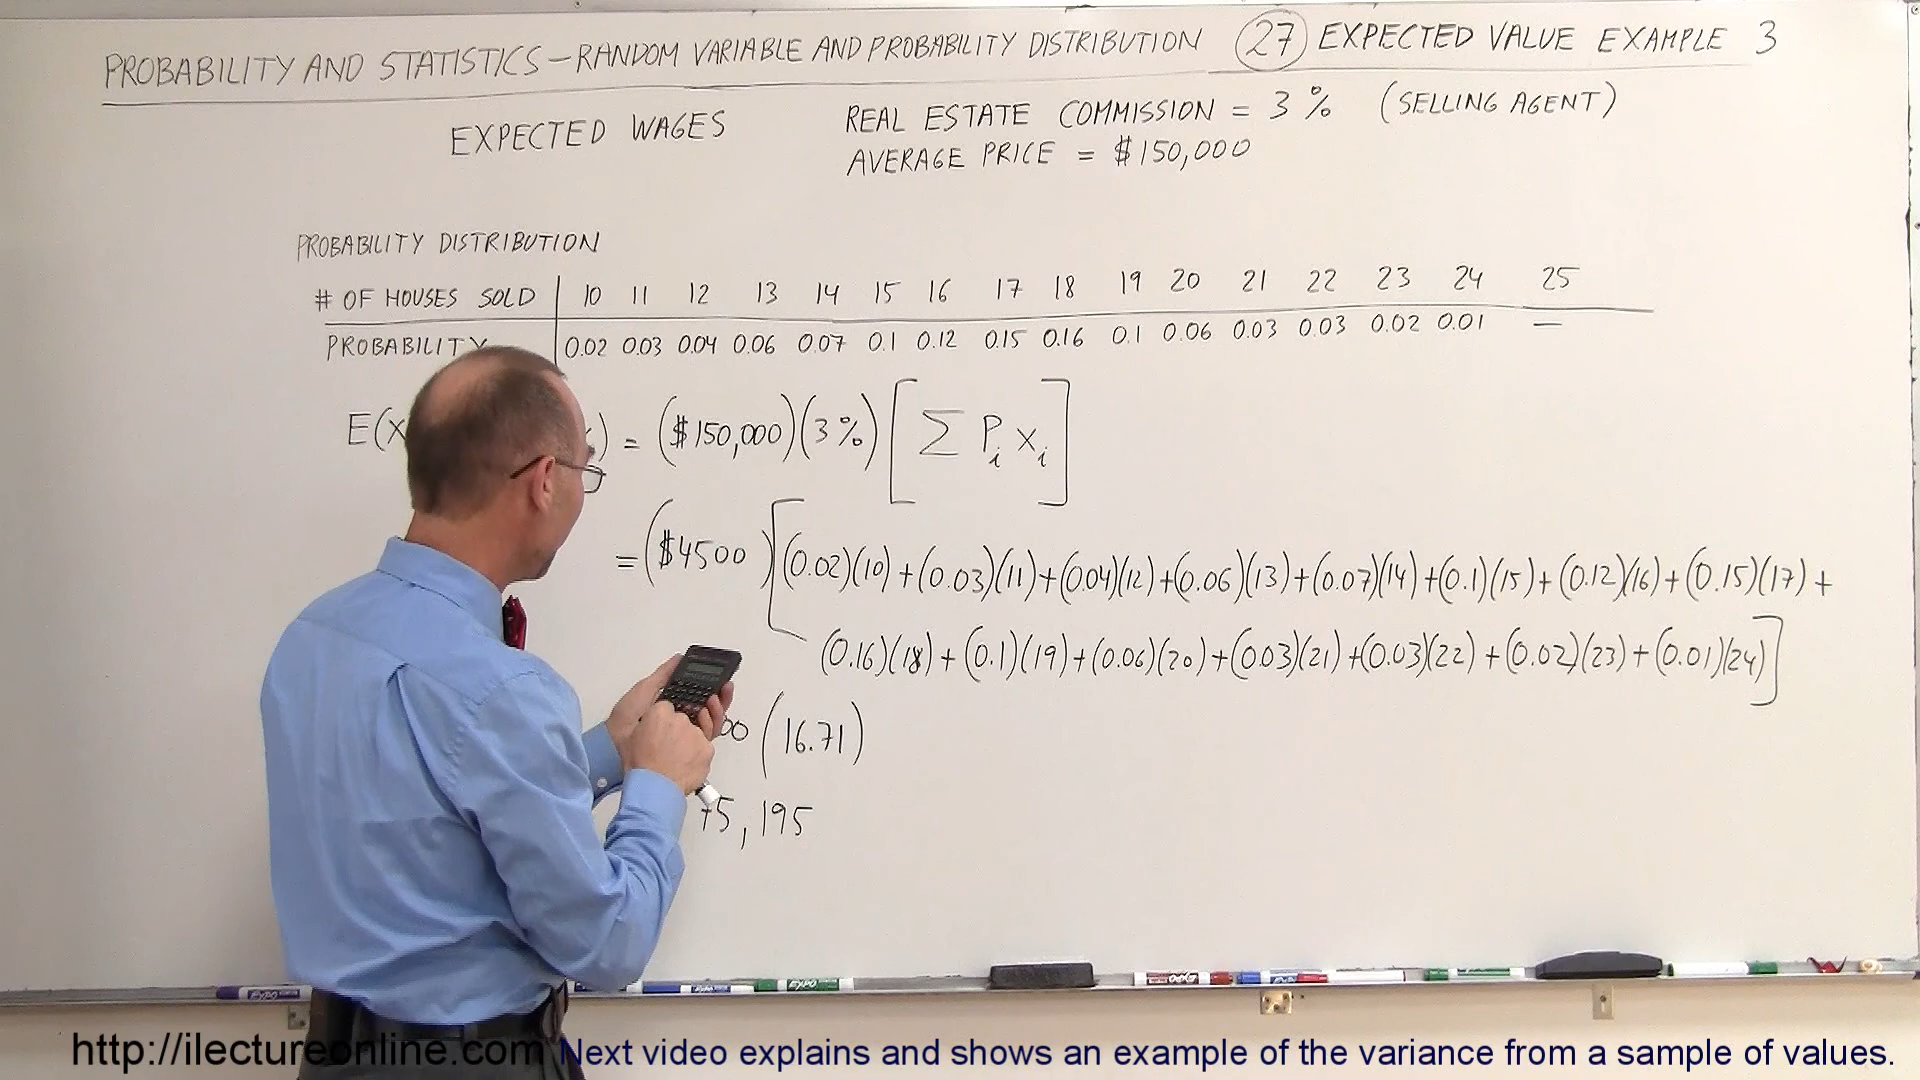 PROBABILITY AND STATISTICS – RANDOM VARIABLE AND PROBABILITY DISTRIBUTION 27 EXPECTED VALUE EXAMPLE 3
EXPECTED WAGES
REAL ESTATE COMMISSION = 3% (SELLING AGENT)
AVERAGE PRICE = $150,000
PROBABILITY DISTRIBUTION
# OF HOUSES SOLD | 10 11 12 13 14 15 16 17 18 19 20 21 22 23 24 25
PROBABILITY | 0.02 0.03 0.04 0.06 0.07 0.1 0.12 0.15 0.16 0.1 0.06 0.03 0.03 0.02 0.01 —
E(x ) = ($150,000)(3%) [∑ Pᵢ xᵢ]
= ($4500) [(0.02)(10) + (0.03)(11) + (0.04)(12) + (0.06)(13) + (0.07)(14) + (0.1)(15) + (0.12)(16) + (0.15)(17) +
(0.16)(18) + (0.1)(19) + (0.06)(20) + (0.03)(21) + (0.03)(22) + (0.02)(23) + (0.01)(24)]
00 (16.71)
75,195
EXPO
EXPO
http://ilectureonline.com Next video explains and shows an example of the variance from a sample of values.